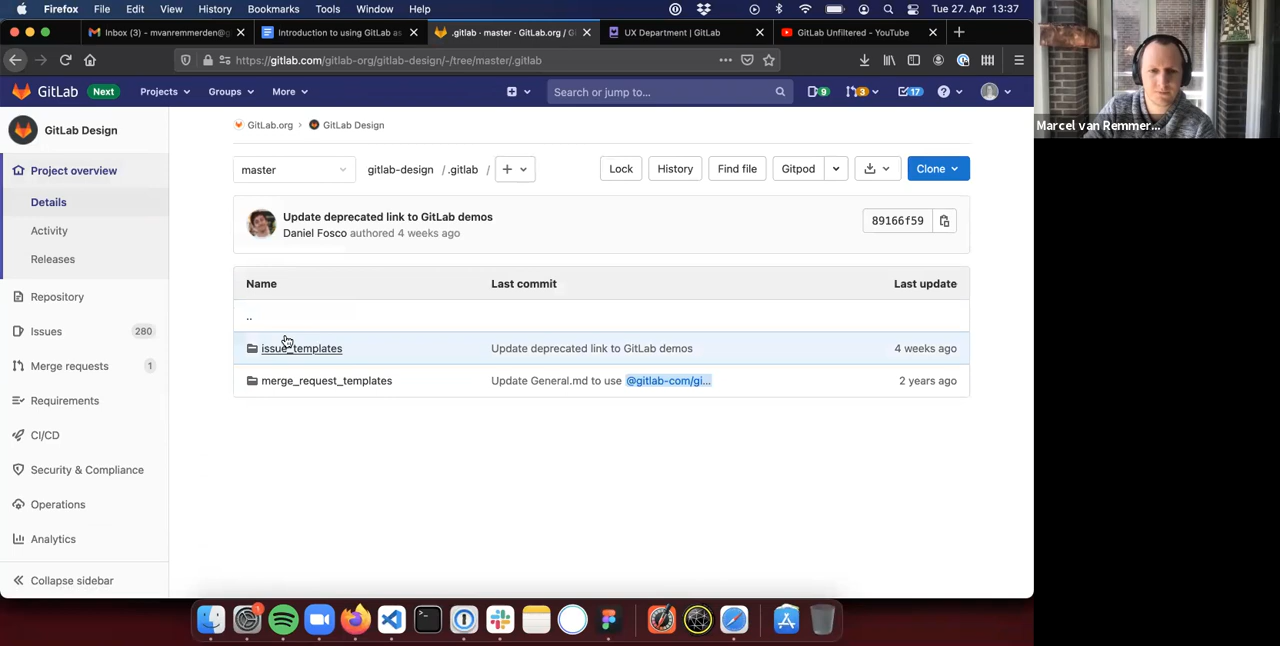 Firefox File Edit View History Bookmarks Tools Window Help Tue 27. Apr 13:37
Inbox (3) - mvanremmerden@g
Introduction to using GitLab as
.gitlab · master · GitLab.org / G
UX Department | GitLab
GitLab Unfiltered - YouTube
https://gitlab.com/gitlab-org/gitlab-design/-/tree/master/.gitlab
GitLab Next Projects Groups More Search or jump to... 9 3 17
GitLab Design
Project overview
Details
Activity
Releases
Repository
Issues 280
Merge requests 1
Requirements
CI/CD
Security & Compliance
Operations
Analytics
Collapse sidebar
GitLab.org > GitLab Design
master gitlab-design / .gitlab / + Lock History Find file Gitpod Clone
Update deprecated link to GitLab demos
Daniel Fosco authored 4 weeks ago
89166f59
Name Last commit Last update
..
issue_templates Update deprecated link to GitLab demos 4 weeks ago
merge_request_templates Update General.md to use @gitlab-com/gi... 2 years ago
1
Marcel van Remmer...